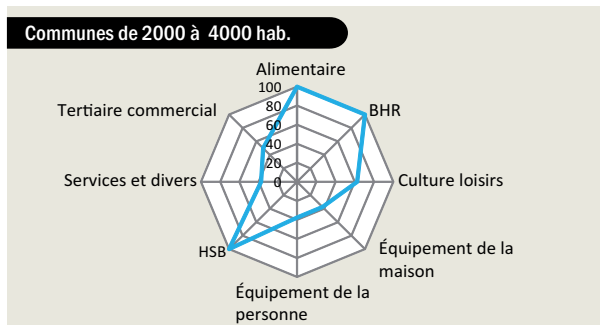 Communes de 2000 à 4000 hab.
Alimentaire
100
80
60
40
20
0
BHR
Tertiaire commercial
Services et divers
Culture loisirs
HSB
Équipement de la
maison
Équipement de la
personne